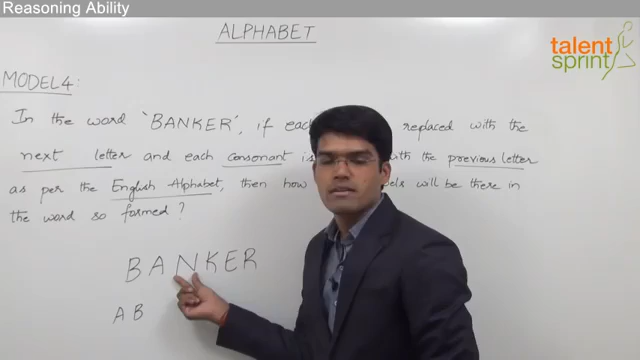 Reasoning Ability
ALPHABET
talent
sprint
MODEL 4:
In the word 'BANKER', if each replaced with the
next letter and each consonant is with the previous letter
as per the English Alphabet, then how will be there in
the word so formed?
BANKER
A B